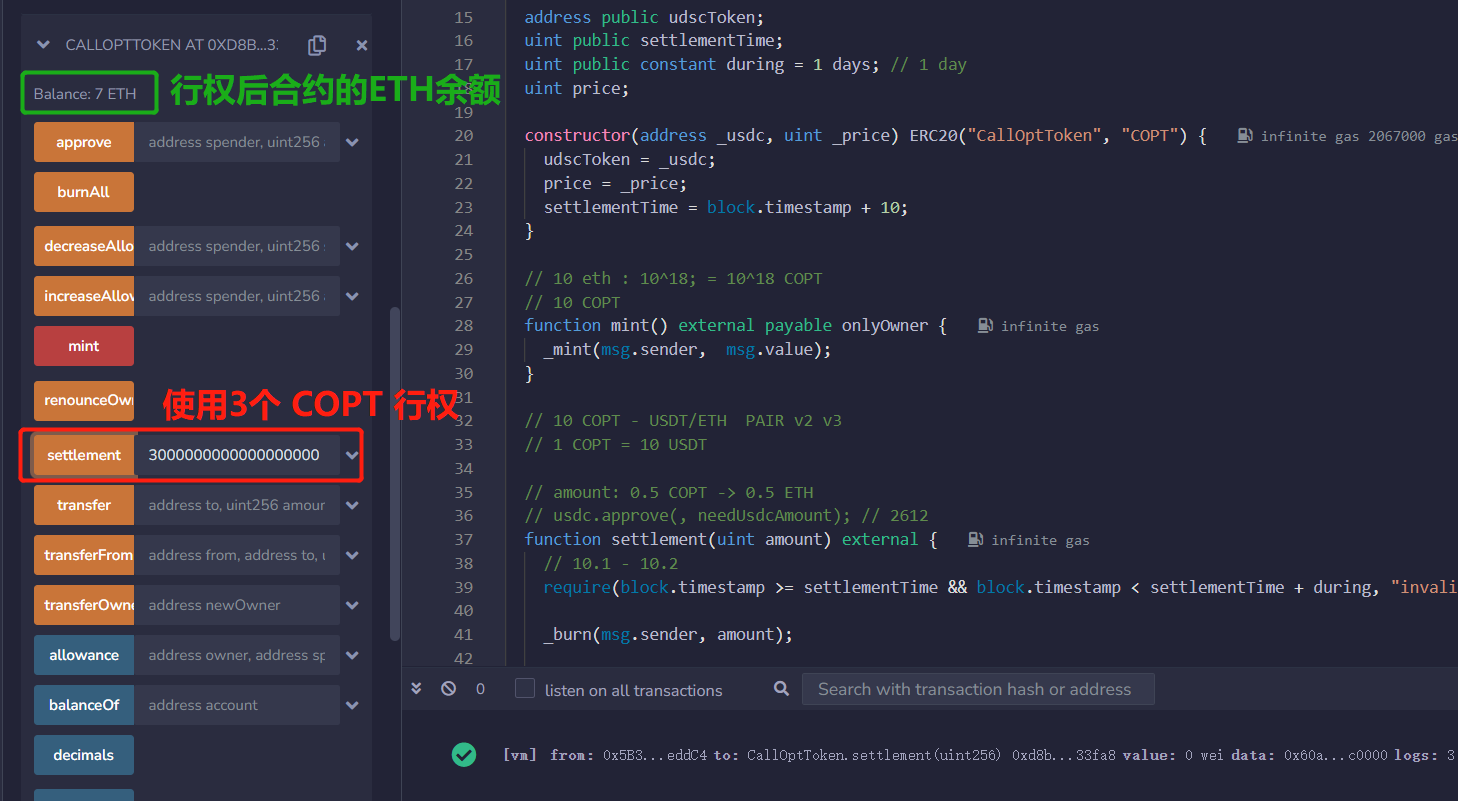 CALLOPTTOKEN AT 0XD8B...3
Balance: 7 ETH
行权后合约的ETH余额
approve address spender, uint256
burnAll
decreaseAllo address spender, uint256
increaseAllow address spender, uint256
mint
renounceOwn
使用3个 COPT 行权
settlement 3000000000000000000
transfer address to, uint256 amour
transferFrom address from, address to, u
transferOwne address newOwner
allowance address owner, address sp
balanceOf address account
decimals
15 address public udscToken;
16 uint public settlementTime;
17 uint public constant during = 1 days; // 1 day
uint price;
19
20 constructor(address _usdc, uint _price) ERC20("CallOptToken", "COPT") { infinite gas 2067000 gas
21 udscToken = _usdc;
22 price = _price;
23 settlementTime = block.timestamp + 10;
24 }
25
26 // 10 eth : 10^18; = 10^18 COPT
27 // 10 COPT
28 function mint() external payable onlyOwner { infinite gas
29 _mint(msg.sender, msg.value);
30 }
31
32 // 10 COPT - USDT/ETH PAIR v2 v3
33 // 1 COPT = 10 USDT
34
35 // amount: 0.5 COPT -> 0.5 ETH
36 // usdc.approve(, needUsdcAmount); // 2612
37 function settlement(uint amount) external { infinite gas
38 // 10.1 - 10.2
39 require(block.timestamp >= settlementTime && block.timestamp < settlementTime + during, "invali
40
41 _burn(msg.sender, amount);
42
0 listen on all transactions Search with transaction hash or address
[vm] from: 0x5B3...eddC4 to: CallOptToken.settlement(uint256) 0xd8b...33fa8 value: 0 wei data: 0x60a...c0000 logs: 3